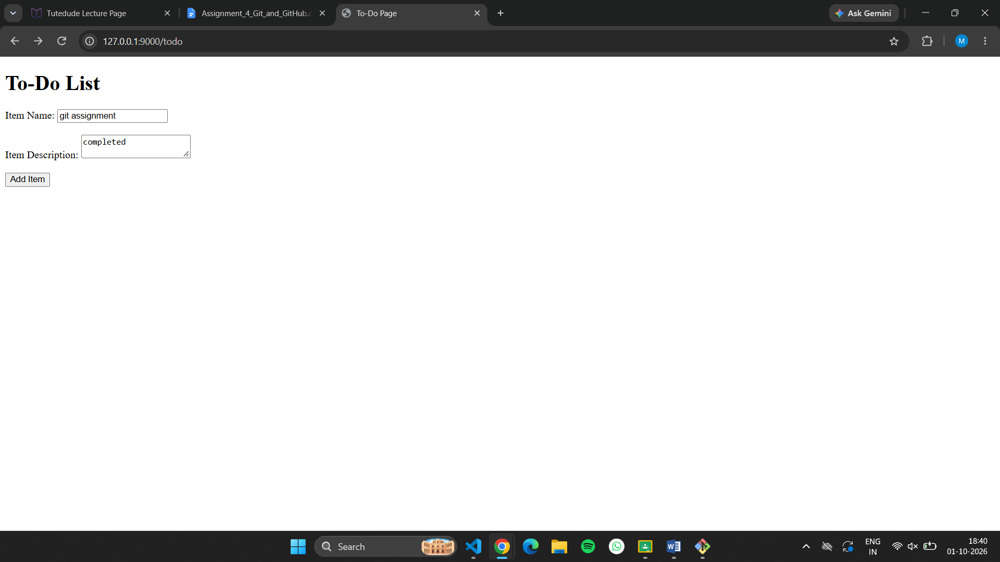 Tutedude Lecture Page
Assignment_4_Git_and_GitHub.d
To-Do Page
Ask Gemini
127.0.0.1:9000/todo
M
To-Do List
Item Name: git assignment
Item Description: completed
Add Item
Search
ENG
IN
18:40
01-10-2026